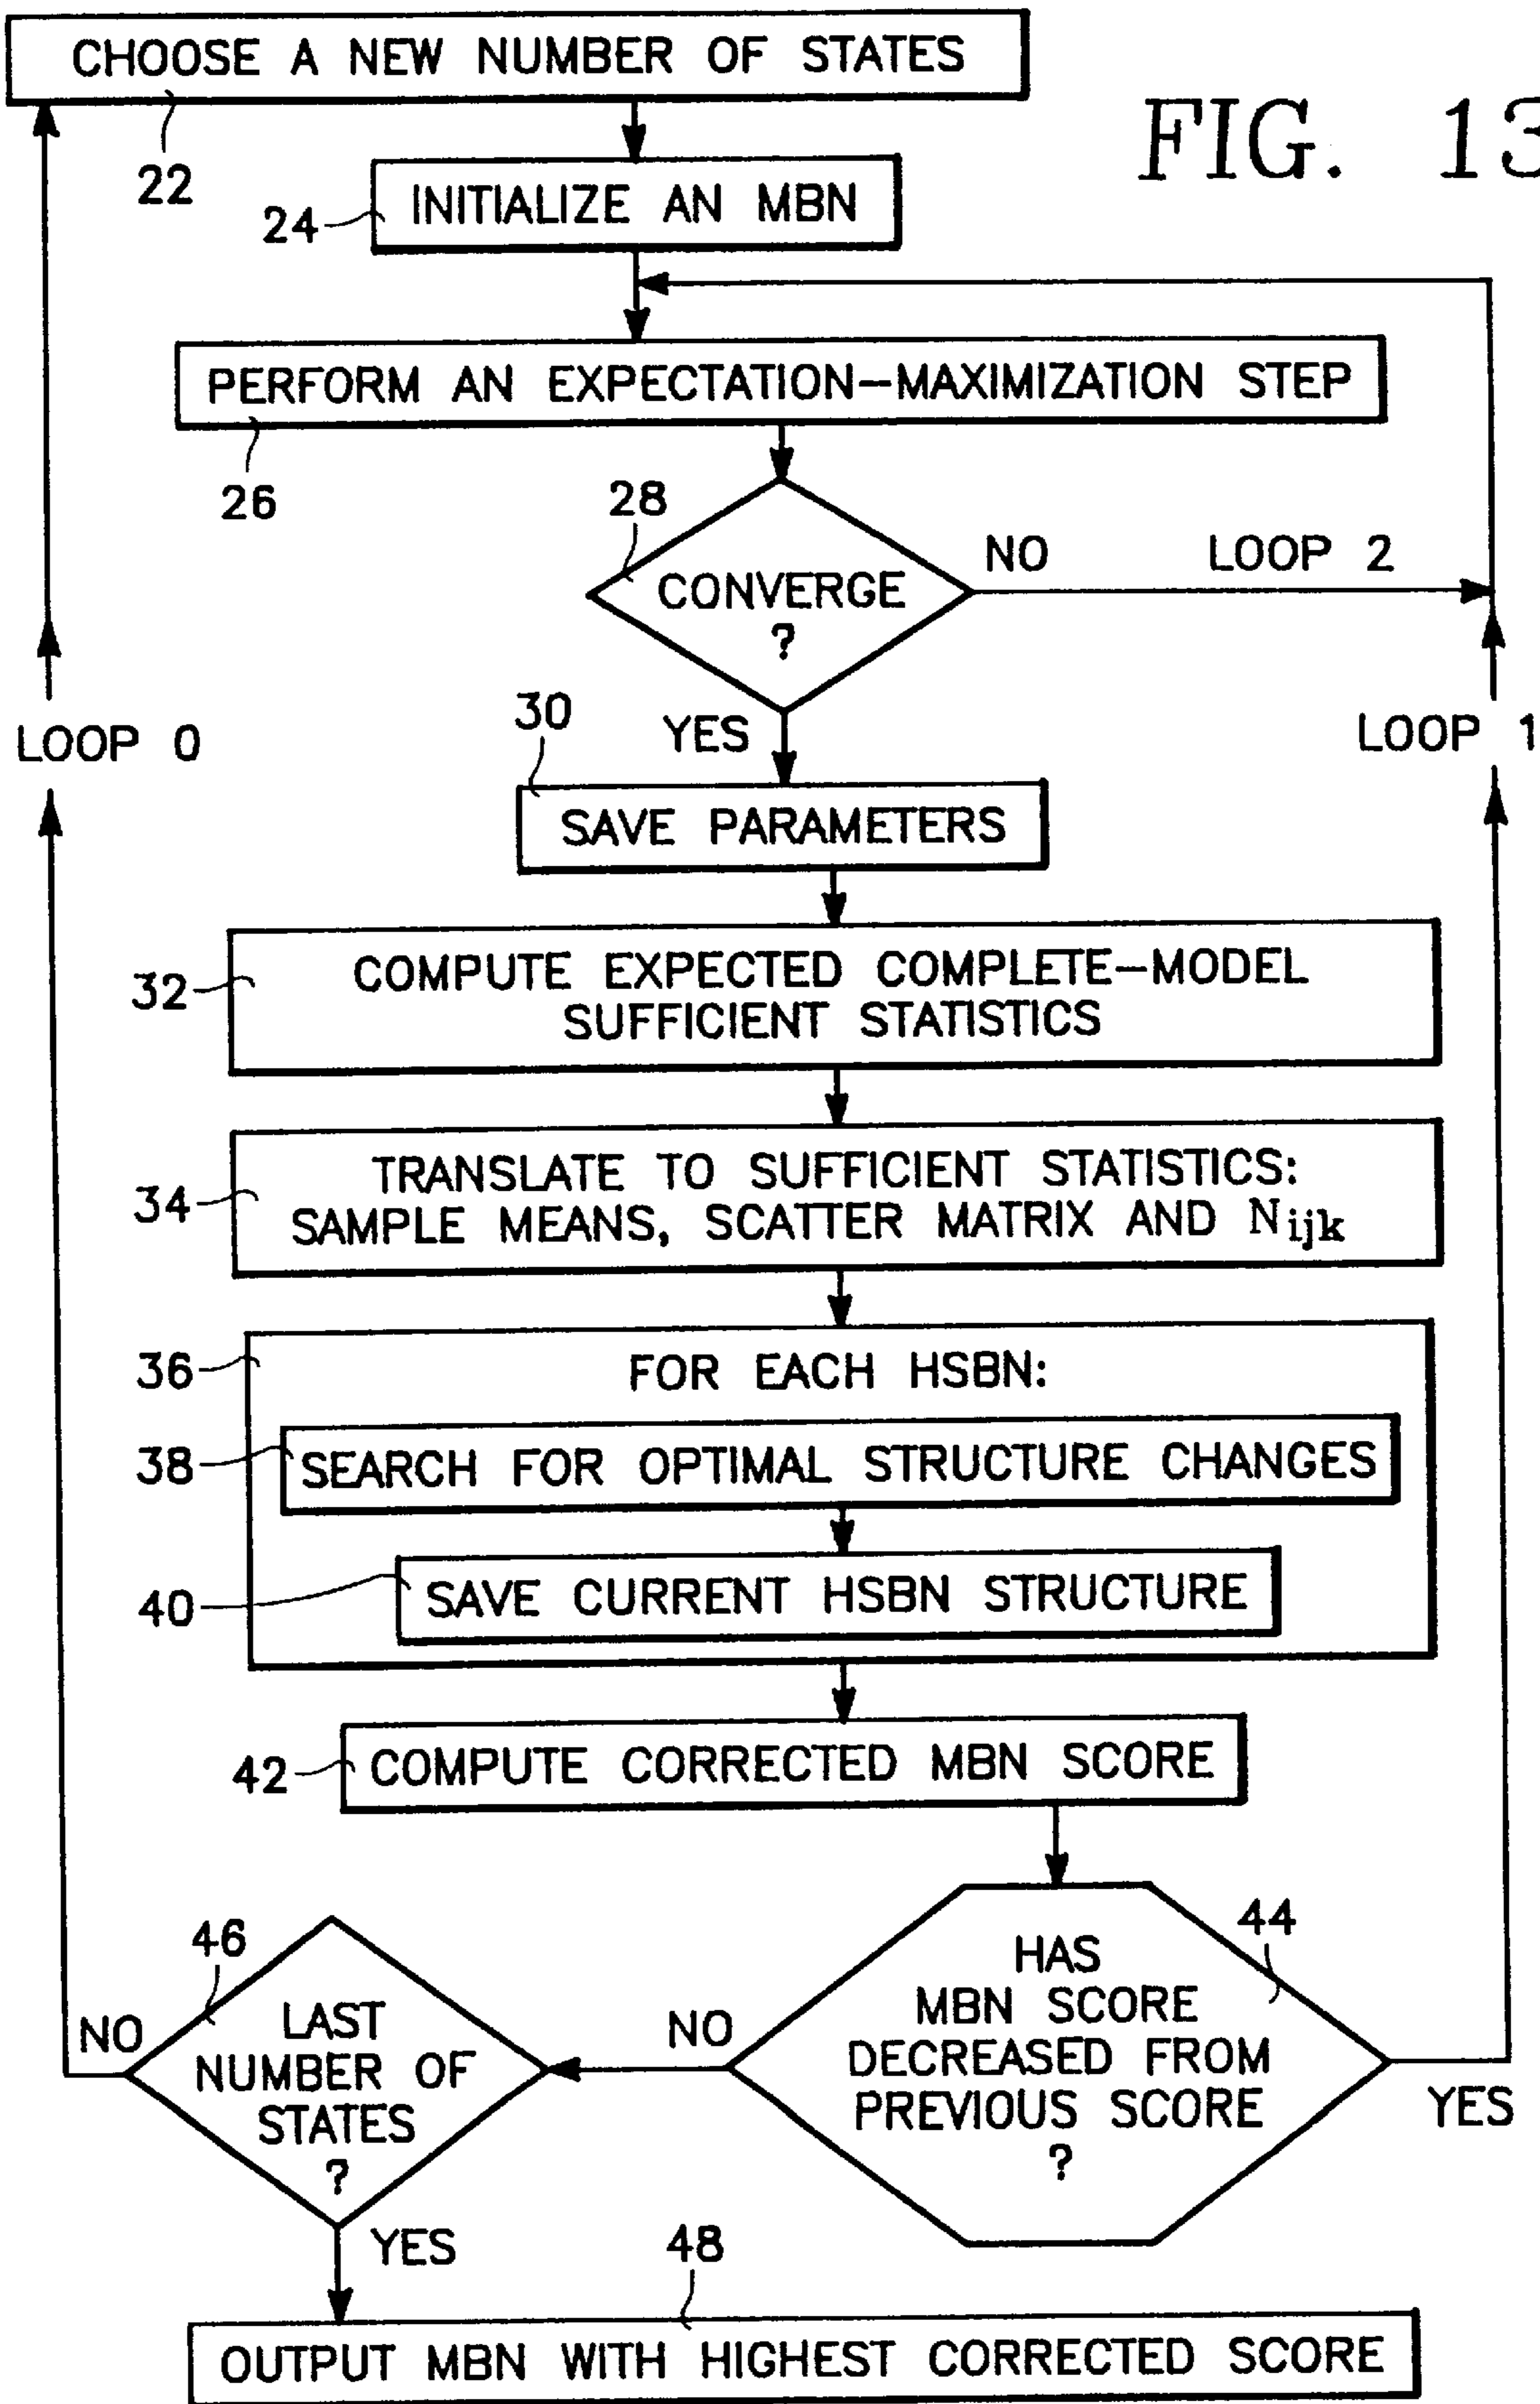 CHOOSE A NEW NUMBER OF STATES
22
FIG. 13
24
INITIALIZE AN MBN
PERFORM AN EXPECTATION–MAXIMIZATION STEP
26
28
CONVERGE
?
NO
LOOP 2
YES
LOOP 0
LOOP 1
30
SAVE PARAMETERS
32
COMPUTE EXPECTED COMPLETE–MODEL
SUFFICIENT STATISTICS
34
TRANSLATE TO SUFFICIENT STATISTICS:
SAMPLE MEANS, SCATTER MATRIX AND Nijk
36
FOR EACH HSBN:
38
SEARCH FOR OPTIMAL STRUCTURE CHANGES
40
SAVE CURRENT HSBN STRUCTURE
42
COMPUTE CORRECTED MBN SCORE
44
HAS
MBN SCORE
DECREASED FROM
PREVIOUS SCORE
?
YES
NO
46
LAST
NUMBER OF
STATES
?
NO
YES
48
OUTPUT MBN WITH HIGHEST CORRECTED SCORE